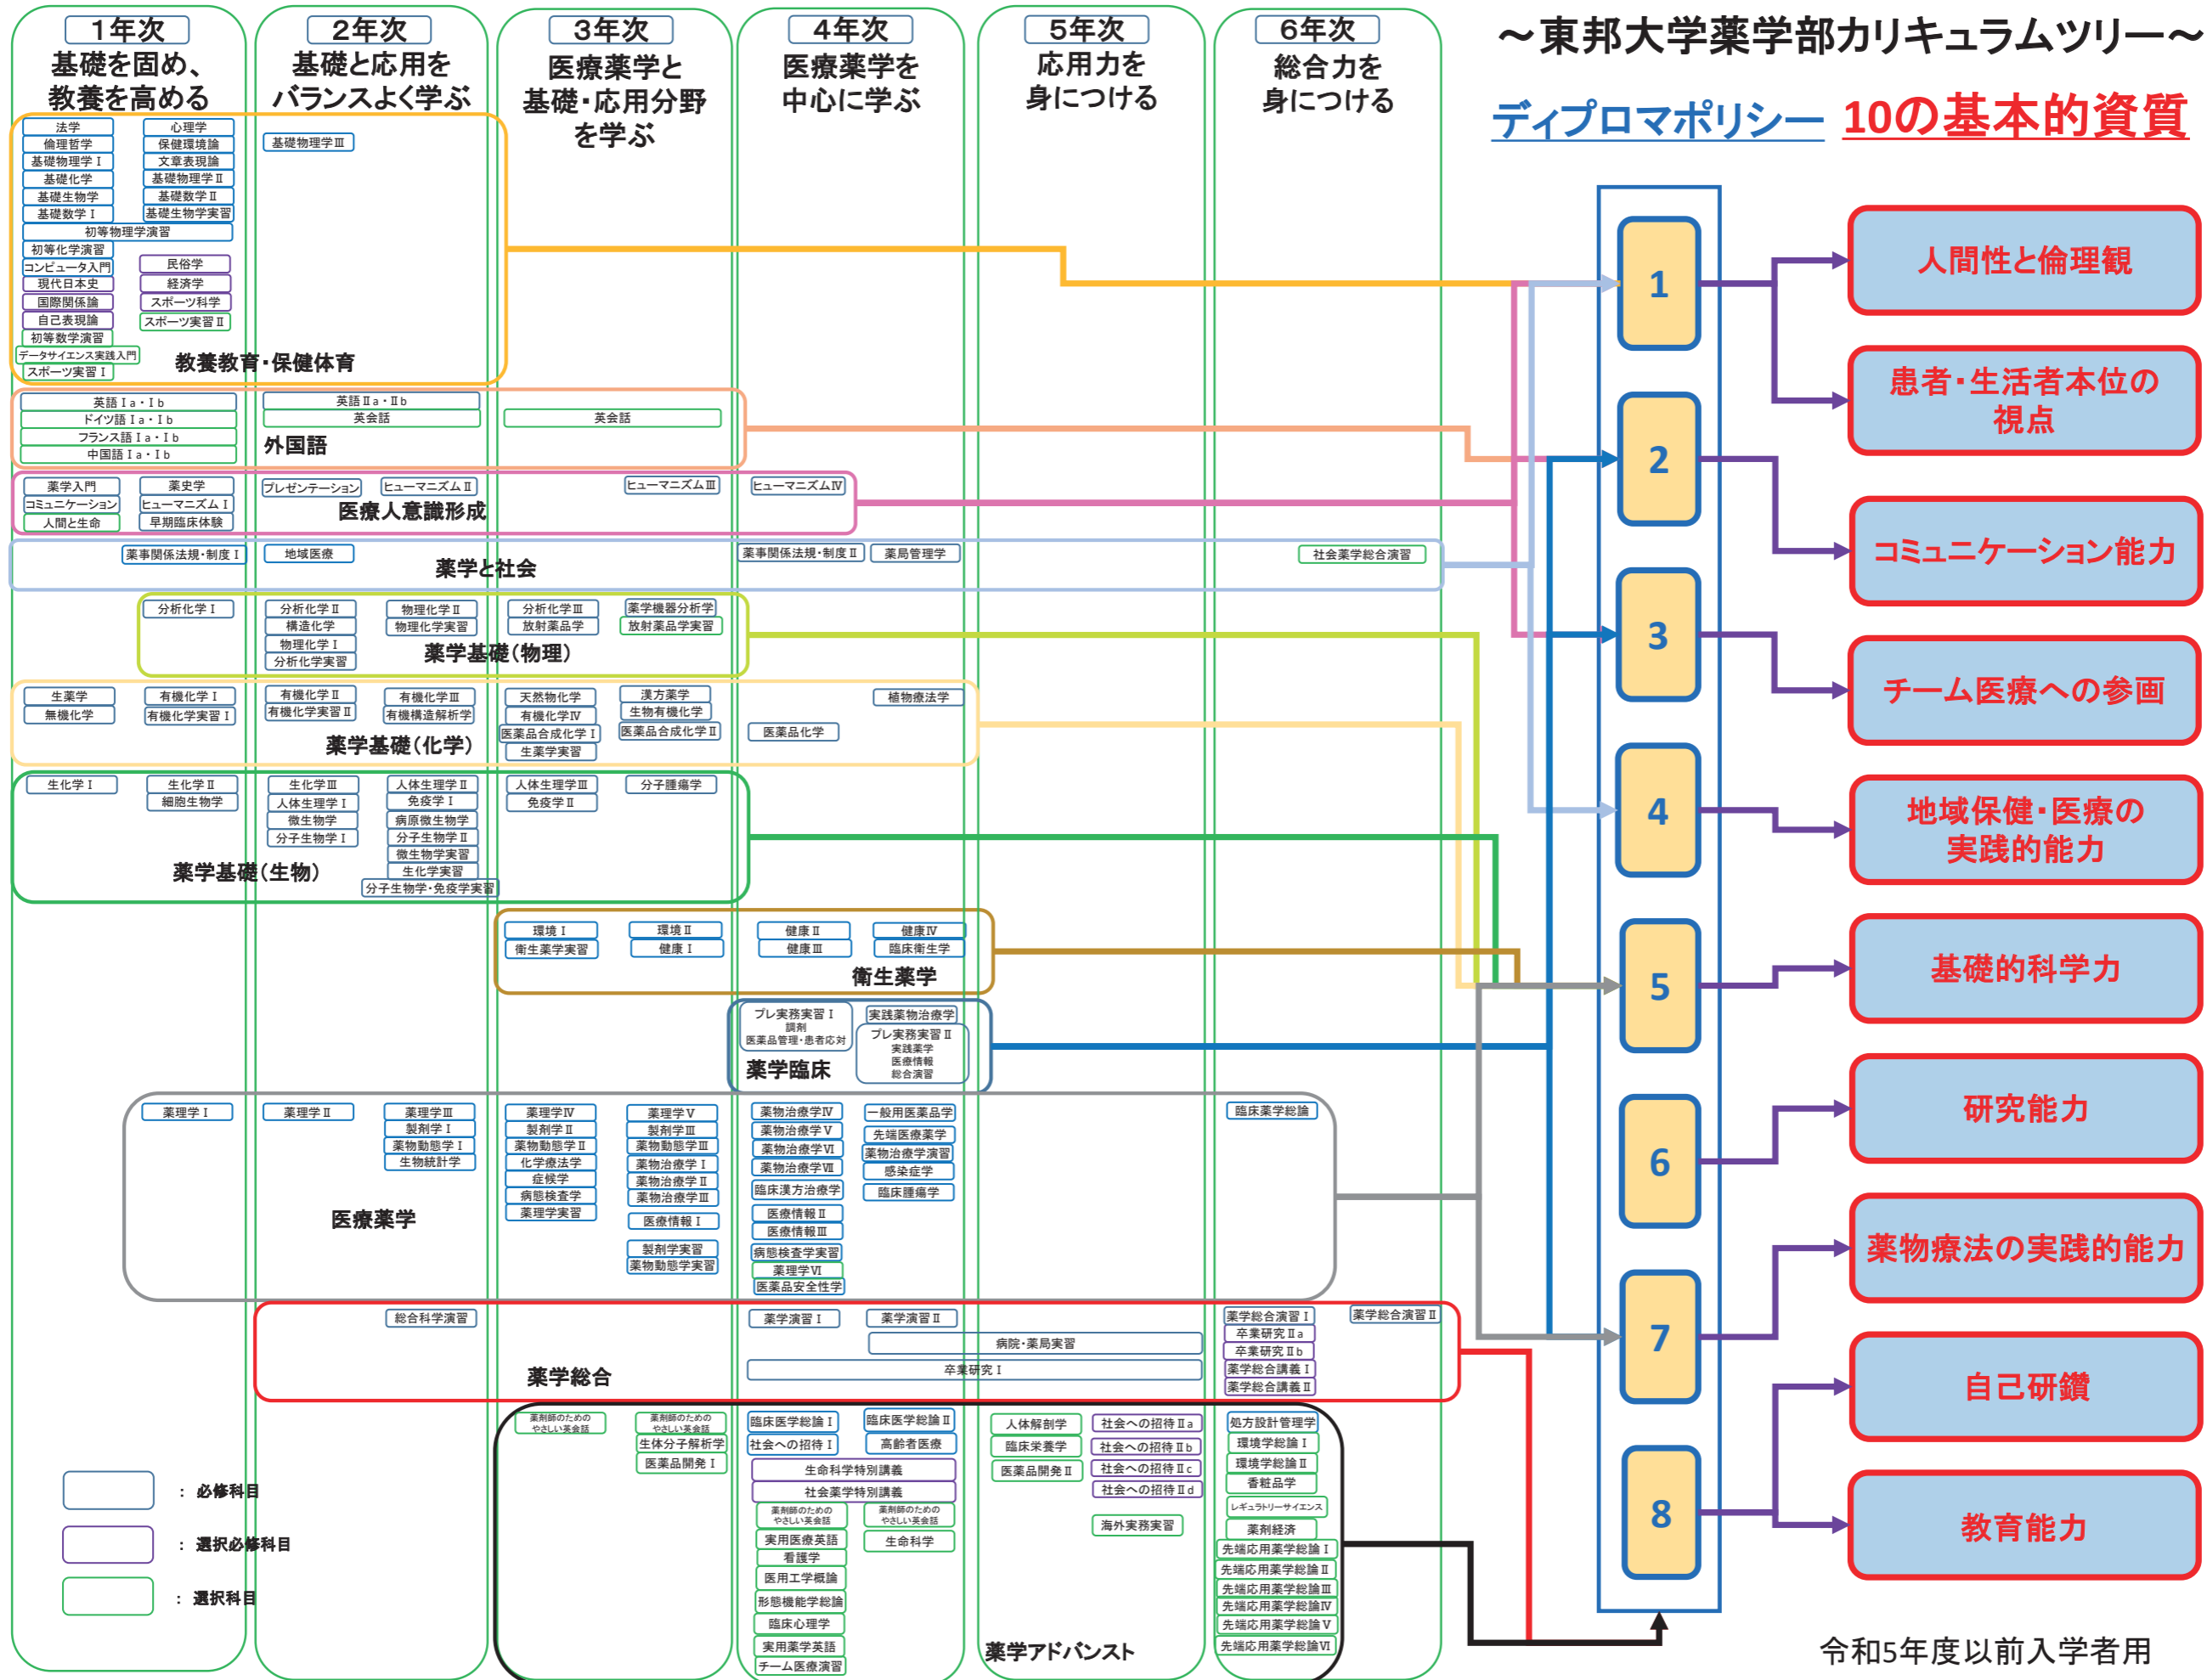 ～東邦大学薬学部カリキュラムツリー～
ディプロマポリシー 10の基本的資質
1年次
基礎を固め、
教養を高める
2年次
基礎と応用を
バランスよく学ぶ
3年次
医療薬学と
基礎・応用分野
を学ぶ
4年次
医療薬学を
中心に学ぶ
5年次
応用力を
身につける
6年次
総合力を
身につける
法学 心理学
倫理哲学 保健環境論
基礎物理学Ⅰ 文章表現論
基礎化学 基礎物理学Ⅱ
基礎生物学 基礎数学Ⅱ
基礎数学Ⅰ 基礎生物学実習
初等物理学演習
初等化学演習
コンピュータ入門 民俗学
現代日本史 経済学
国際関係論 スポーツ科学
自己表現論 スポーツ実習Ⅱ
初等数学演習
データサイエンス実践入門
スポーツ実習Ⅰ
基礎物理学Ⅲ
教養教育・保健体育
英語Ⅰa・Ⅰb 英語Ⅱa・Ⅱb
ドイツ語Ⅰa・Ⅰb 英会話 英会話
フランス語Ⅰa・Ⅰb
中国語Ⅰa・Ⅰb
外国語
薬学入門 薬史学 プレゼンテーション ヒューマニズムⅡ ヒューマニズムⅢ ヒューマニズムⅣ
コミュニケーション ヒューマニズムⅠ
人間と生命 早期臨床体験
医療人意識形成
薬事関係法規・制度Ⅰ 地域医療 薬事関係法規・制度Ⅱ 薬局管理学 社会薬学総合演習
薬学と社会
分析化学Ⅰ 分析化学Ⅱ 物理化学Ⅱ 分析化学Ⅲ 薬学機器分析学
構造化学 物理化学実習 放射薬品学 放射薬品学実習
物理化学Ⅰ
分析化学実習
薬学基礎（物理）
生薬学 有機化学Ⅰ 有機化学Ⅱ 有機化学Ⅲ 天然物化学 漢方薬学 植物療法学
無機化学 有機化学実習Ⅰ 有機化学実習Ⅱ 有機構造解析学 有機化学Ⅳ 生物有機化学
医薬品合成化学Ⅰ 医薬品合成化学Ⅱ 医薬品化学
生薬学実習
薬学基礎（化学）
生化学Ⅰ 生化学Ⅱ 生化学Ⅲ 人体生理学Ⅱ 人体生理学Ⅲ 分子腫瘍学
細胞生物学 人体生理学Ⅰ 免疫学Ⅰ 免疫学Ⅱ
微生物学 病原微生物学
分子生物学Ⅰ 分子生物学Ⅱ
微生物学実習
生化学実習
分子生物学・免疫学実習
薬学基礎（生物）
環境Ⅰ 環境Ⅱ 健康Ⅱ 健康Ⅳ
衛生薬学実習 健康Ⅰ 健康Ⅲ 臨床衛生学
衛生薬学
プレ実務実習Ⅰ
調剤
医薬品管理・患者応対
実践薬物治療学
プレ実務実習Ⅱ
実践薬学
医療情報
総合演習
薬学臨床
薬理学Ⅰ 薬理学Ⅱ 薬理学Ⅲ 薬理学Ⅳ 薬理学Ⅴ 薬物治療学Ⅳ 一般用医薬品学 臨床薬学総論
製剤学Ⅰ 製剤学Ⅱ 製剤学Ⅲ 薬物治療学Ⅴ 先端医療薬学
薬物動態学Ⅰ 薬物動態学Ⅱ 薬物動態学Ⅲ 薬物治療学Ⅵ 薬物治療学演習
生物統計学 化学療法学 薬物治療学Ⅰ 薬物治療学Ⅶ 感染症学
症候学 薬物治療学Ⅱ 臨床漢方治療学 臨床腫瘍学
病態検査学 薬物治療学Ⅲ 医療情報Ⅱ
薬理学実習 医療情報Ⅰ 医療情報Ⅲ
製剤学実習 病態検査学実習
薬物動態学実習 薬理学Ⅵ
医薬品安全性学
医療薬学
総合科学演習 薬学演習Ⅰ 薬学演習Ⅱ 薬学総合演習Ⅰ 薬学総合演習Ⅱ
病院・薬局実習 卒業研究Ⅱa
卒業研究Ⅰ 卒業研究Ⅱb
薬学総合講義Ⅰ
薬学総合講義Ⅱ
薬学総合
薬剤師のための
やさしい英会話
薬剤師のための
やさしい英会話
生体分子解析学
医薬品開発Ⅰ
臨床医学総論Ⅰ 臨床医学総論Ⅱ
社会への招待Ⅰ 高齢者医療
生命科学特別講義
社会薬学特別講義
薬剤師のための
やさしい英会話
薬剤師のための
やさしい英会話
実用医療英語 生命科学
看護学
医用工学概論
形態機能学総論
臨床心理学
実用薬学英語
チーム医療演習
人体解剖学 社会への招待Ⅱa
臨床栄養学 社会への招待Ⅱb
医薬品開発Ⅱ 社会への招待Ⅱc
社会への招待Ⅱd
海外実務実習
処方設計管理学
環境学総論Ⅰ
環境学総論Ⅱ
香粧品学
レギュラトリーサイエンス
薬剤経済
先端応用薬学総論Ⅰ
先端応用薬学総論Ⅱ
先端応用薬学総論Ⅲ
先端応用薬学総論Ⅳ
先端応用薬学総論Ⅴ
先端応用薬学総論Ⅵ
薬学アドバンスト
： 必修科目
： 選択必修科目
： 選択科目
1
2
3
4
5
6
7
8
人間性と倫理観
患者・生活者本位の
視点
コミュニケーション能力
チーム医療への参画
地域保健・医療の
実践的能力
基礎的科学力
研究能力
薬物療法の実践的能力
自己研鑽
教育能力
令和5年度以前入学者用